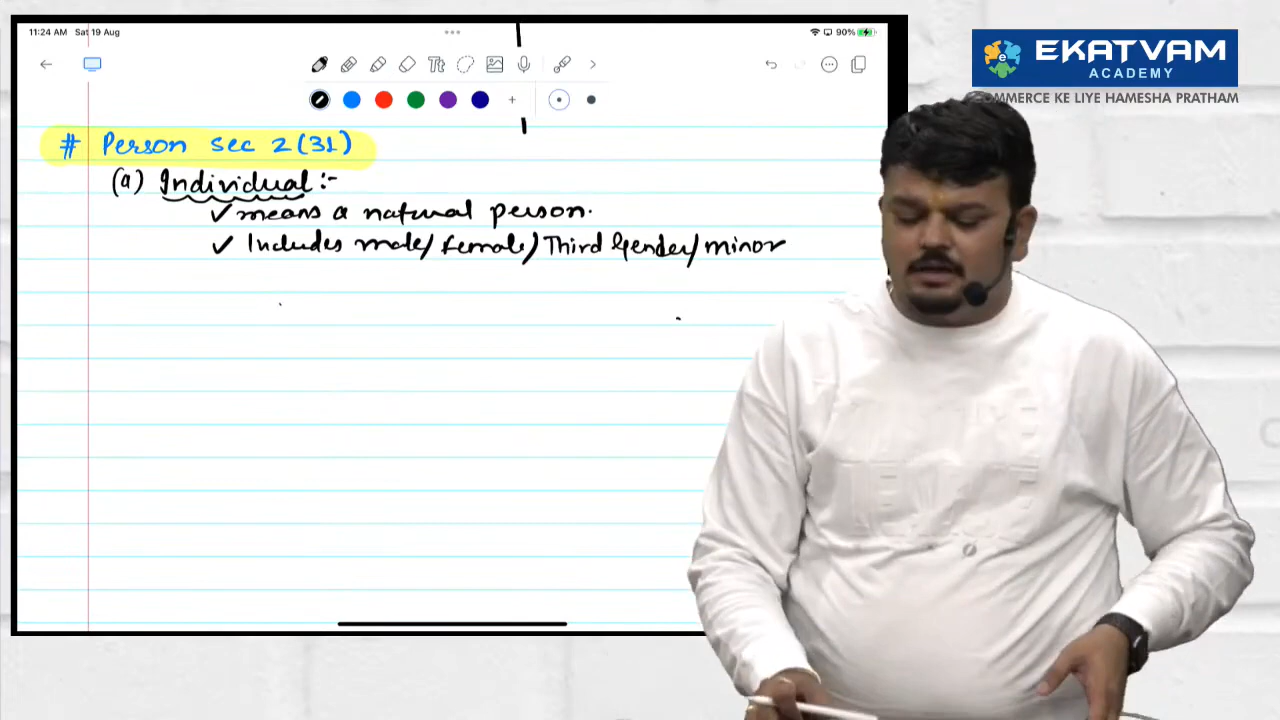 11:24 AM Sat 19 Aug
90%
EKATVAM
ACADEMY
COMMERCE KE LIYE HAMESHA PRATHAM
# Person sec 2(31)
(a) Individual :-
✓ means a natural person.
✓ Includes male/female/Third Gender/minor